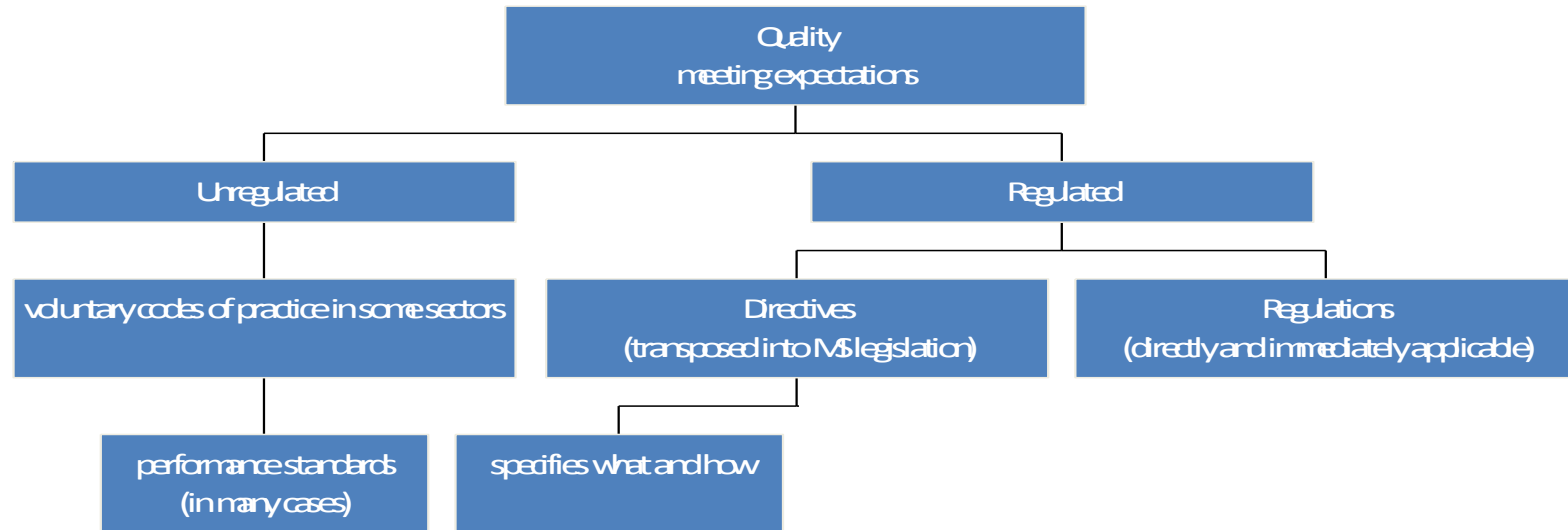 Quality
meeting expectations
Unregulated
Regulated
voluntary codes of practice in some sectors
Directives
(transposed into MS legislation)
Regulations
(directly and immediately applicable)
performance standards
(in many cases)
specifies what and how